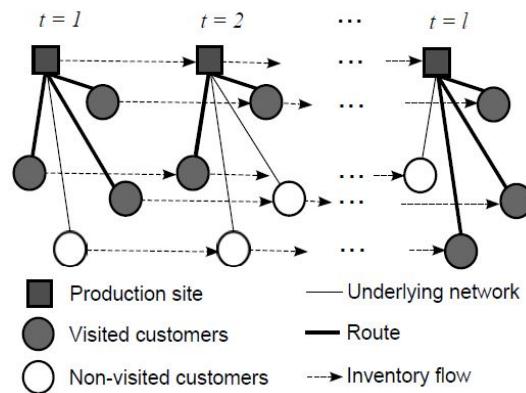 t = 1 t = 2 ··· t = l
···
···
···
···
···
Production site
Underlying network
Visited customers
Route
Non-visited customers
Inventory flow